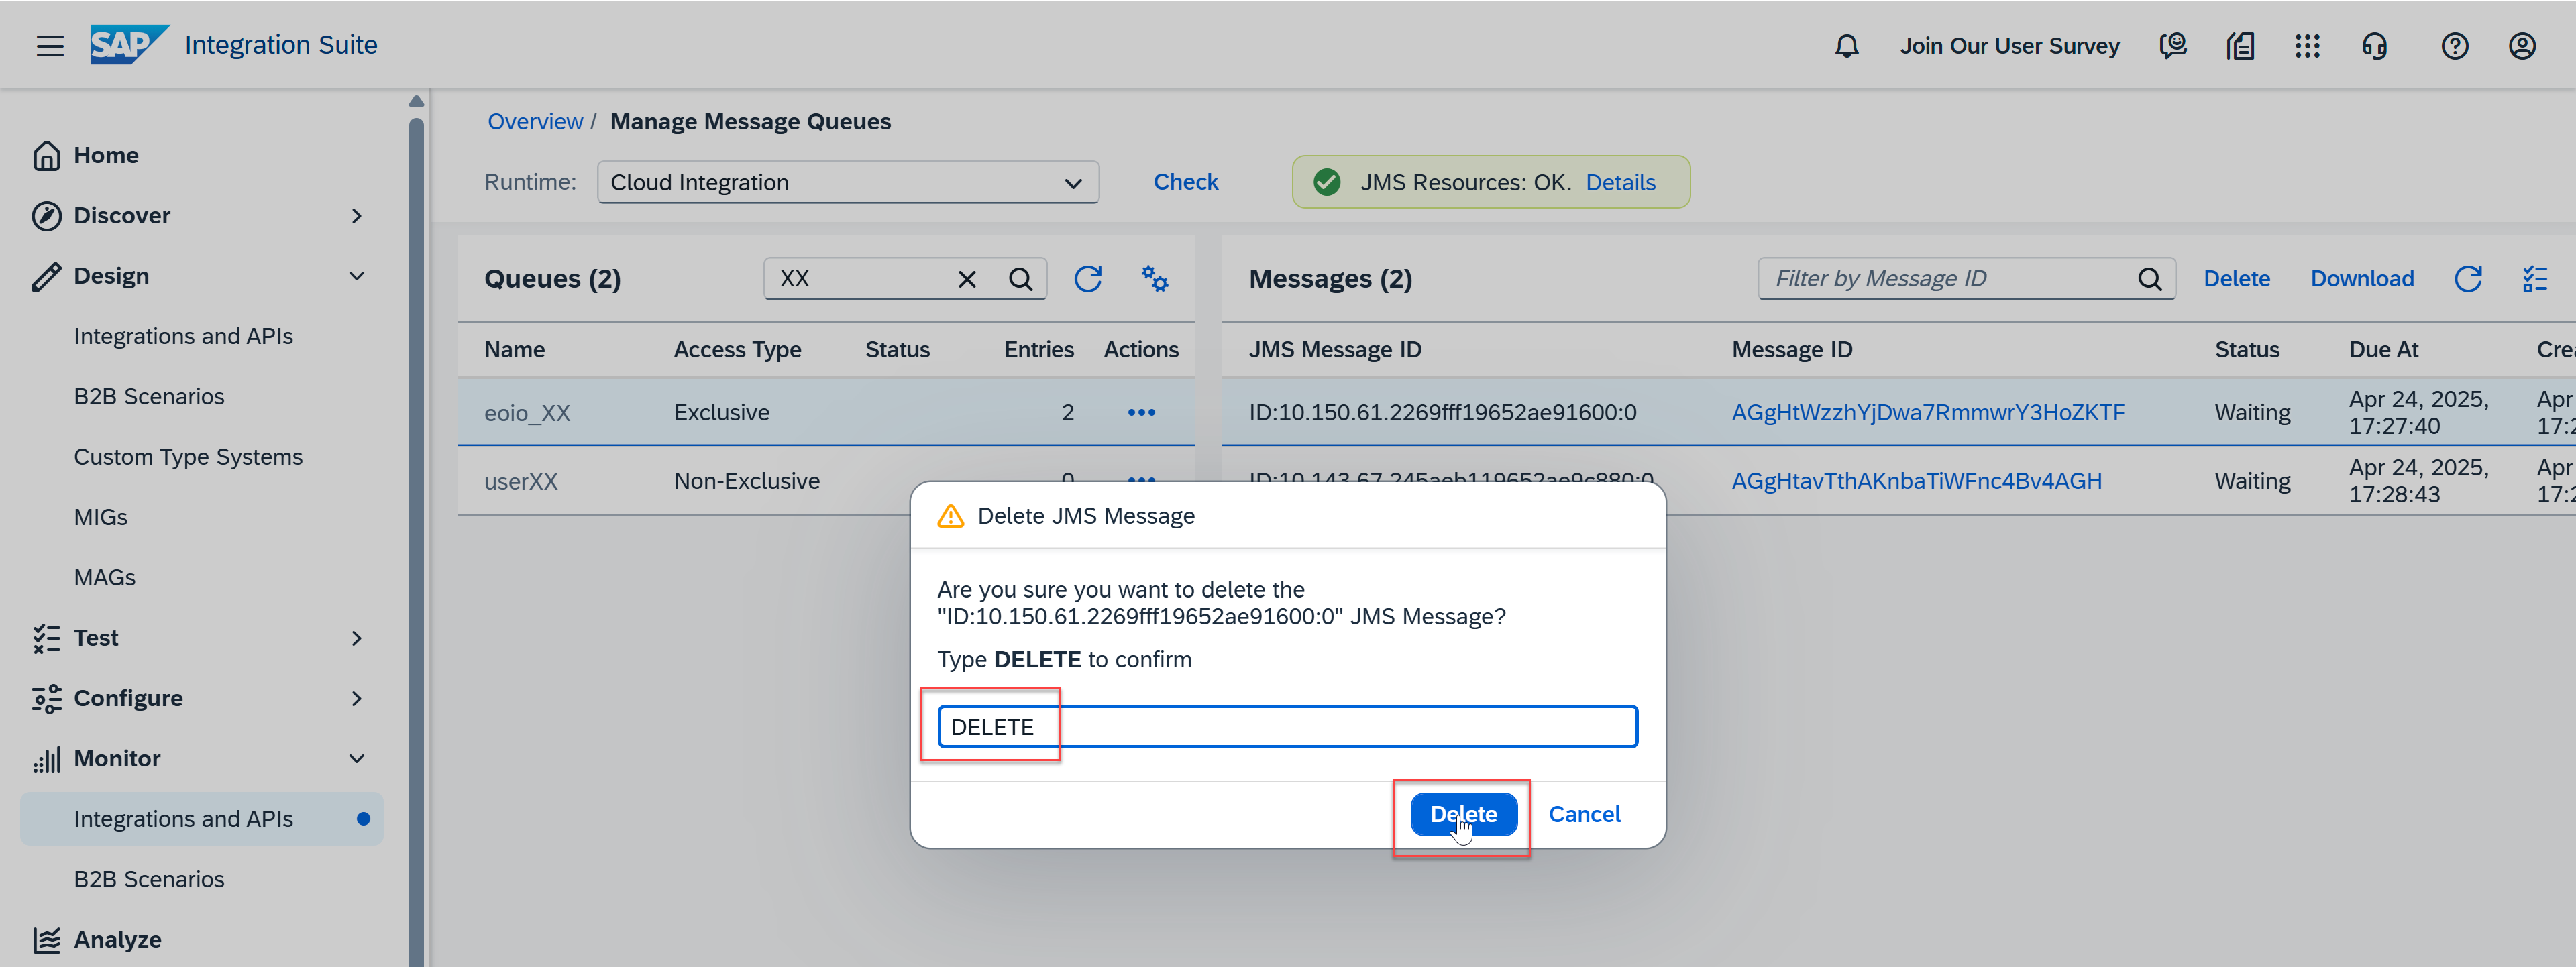 SAP Integration Suite
Join Our User Survey
Home
Discover
Design
Integrations and APIs
B2B Scenarios
Custom Type Systems
MIGs
MAGs
Test
Configure
Monitor
Integrations and APIs
B2B Scenarios
Analyze
Overview / Manage Message Queues
Runtime: Cloud Integration Check JMS Resources: OK. Details
Queues (2) XX
Name Access Type Status Entries Actions
eoio_XX Exclusive 2
userXX Non-Exclusive 0
Messages (2) Filter by Message ID Delete Download
JMS Message ID Message ID Status Due At Crea
ID:10.150.61.2269fff19652ae91600:0 AGgHtWzzhYjDwa7RmmwrY3HoZKTF Waiting Apr 24, 2025, Apr
17:27:40 17:2
ID:10.143.67.245aeb119652ae9c880:0 AGgHtavTthAKnbaTiWFnc4Bv4AGH Waiting Apr 24, 2025, Apr
17:28:43 17:2
Delete JMS Message
Are you sure you want to delete the
"ID:10.150.61.2269fff19652ae91600:0" JMS Message?
Type DELETE to confirm
DELETE
Delete Cancel